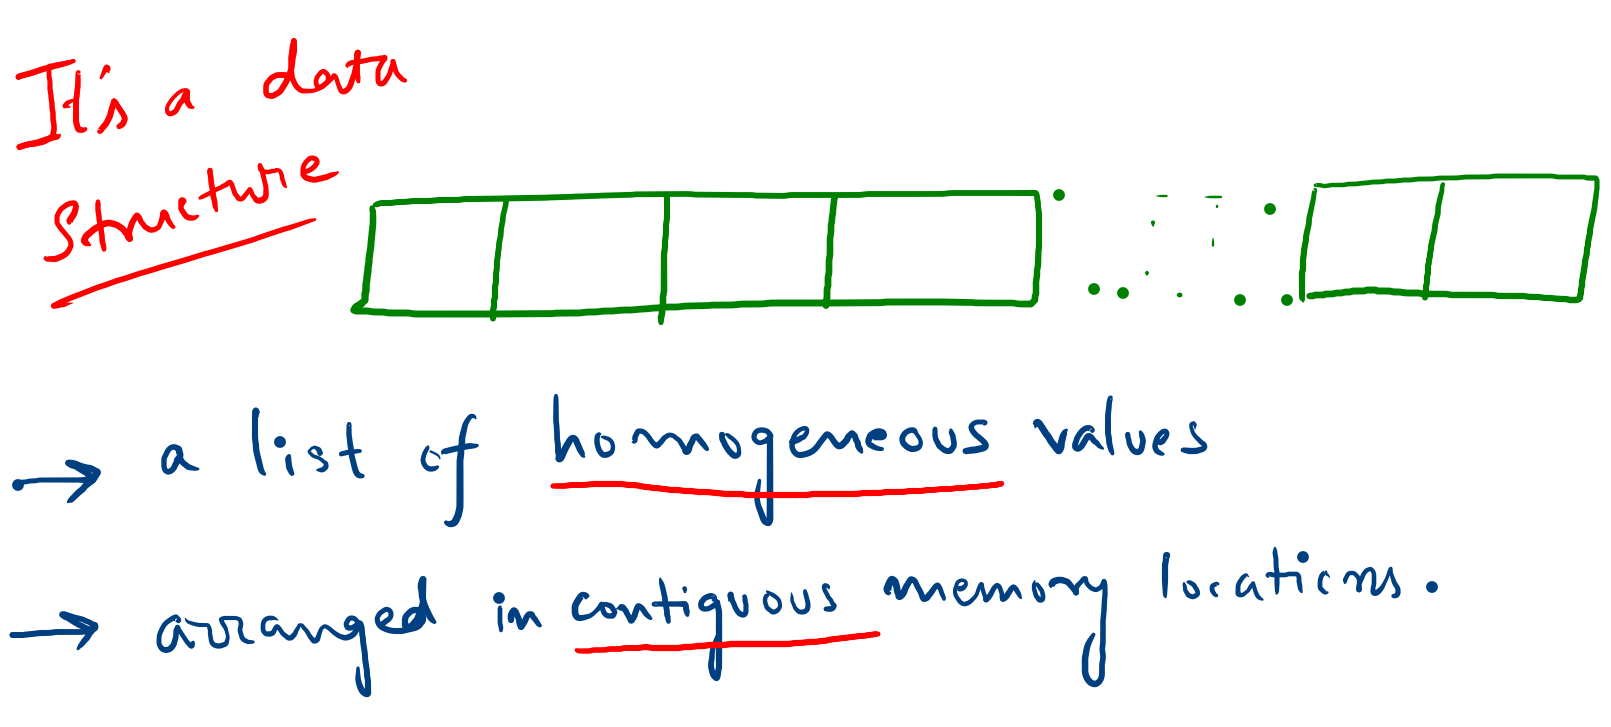 It's a data
structure
→ a list of homogeneous values
→ arranged in contiguous memory locations.